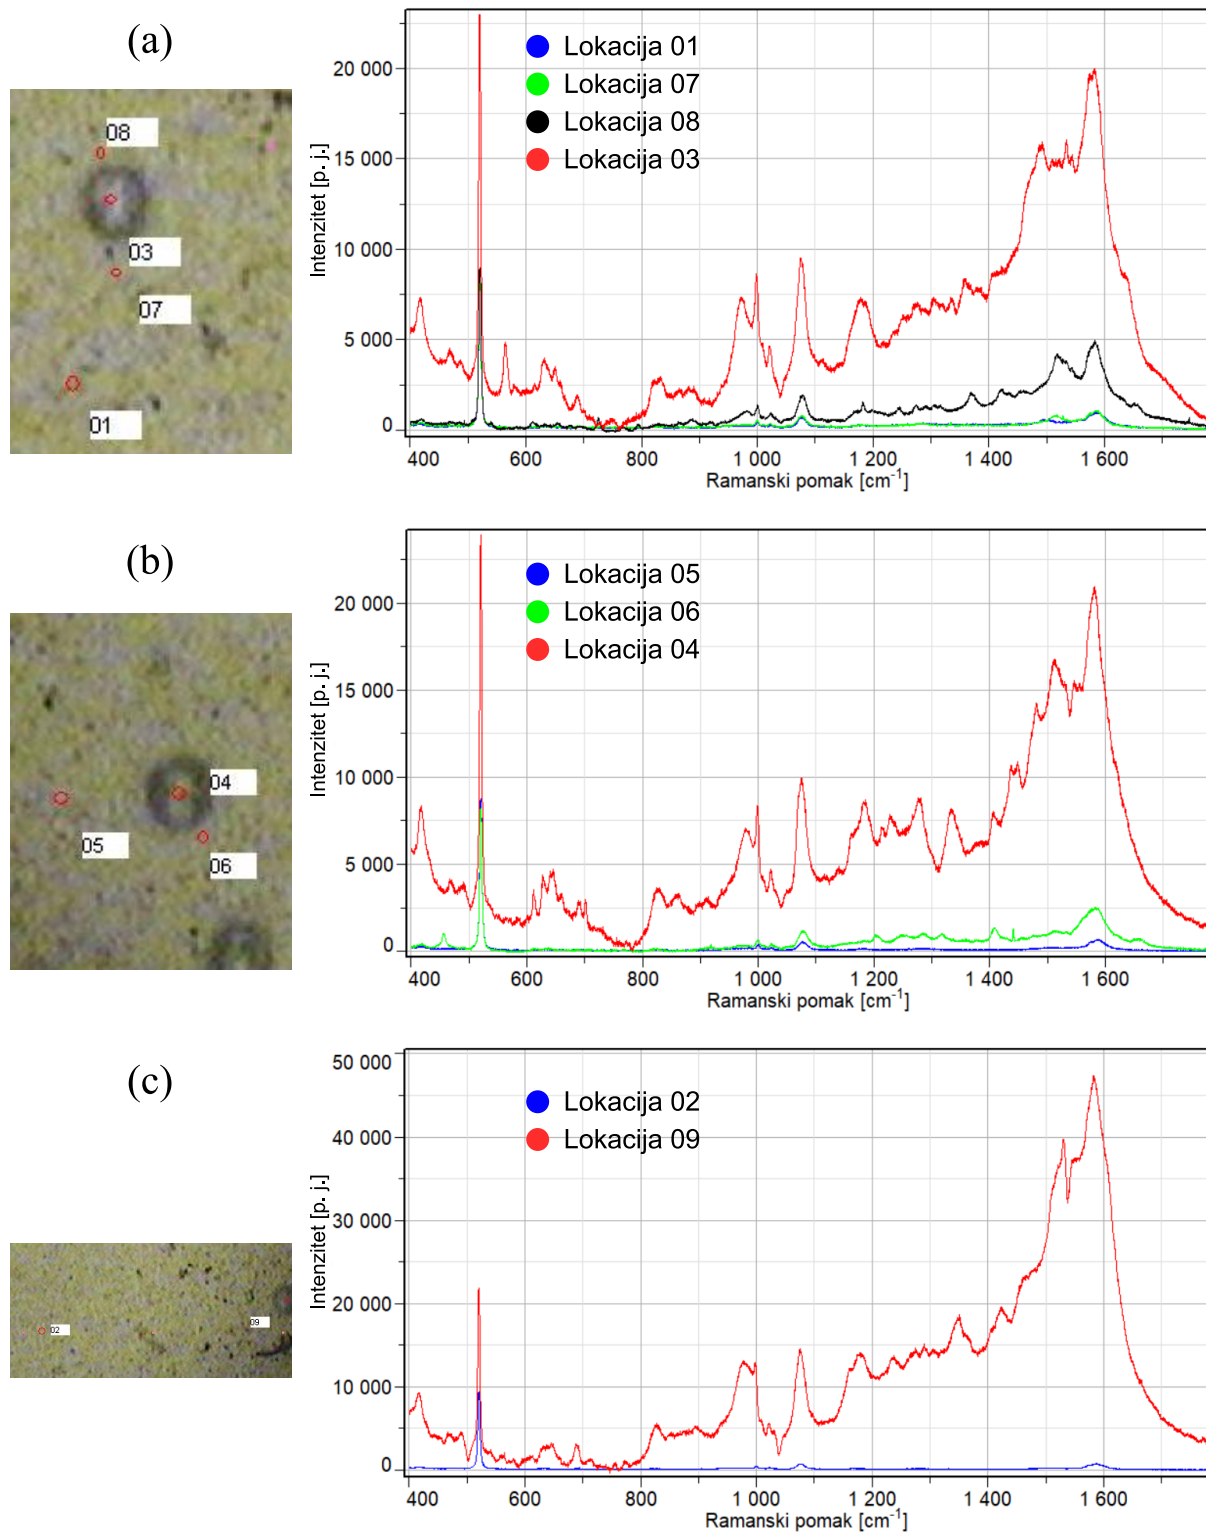 (a)
08
03
07
01
Intenzitet [p. j.]
20 000
15 000
10 000
5 000
0
Lokacija 01
Lokacija 07
Lokacija 08
Lokacija 03
400 600 800 1 000 1 200 1 400 1 600
Ramanski pomak [cm-1]
(b)
04
05
06
Intenzitet [p. j.]
20 000
15 000
10 000
5 000
0
Lokacija 05
Lokacija 06
Lokacija 04
400 600 800 1 000 1 200 1 400 1 600
Ramanski pomak [cm-1]
(c)
02
09
Intenzitet [p. j.]
50 000
40 000
30 000
20 000
10 000
0
Lokacija 02
Lokacija 09
400 600 800 1 000 1 200 1 400 1 600
Ramanski pomak [cm-1]